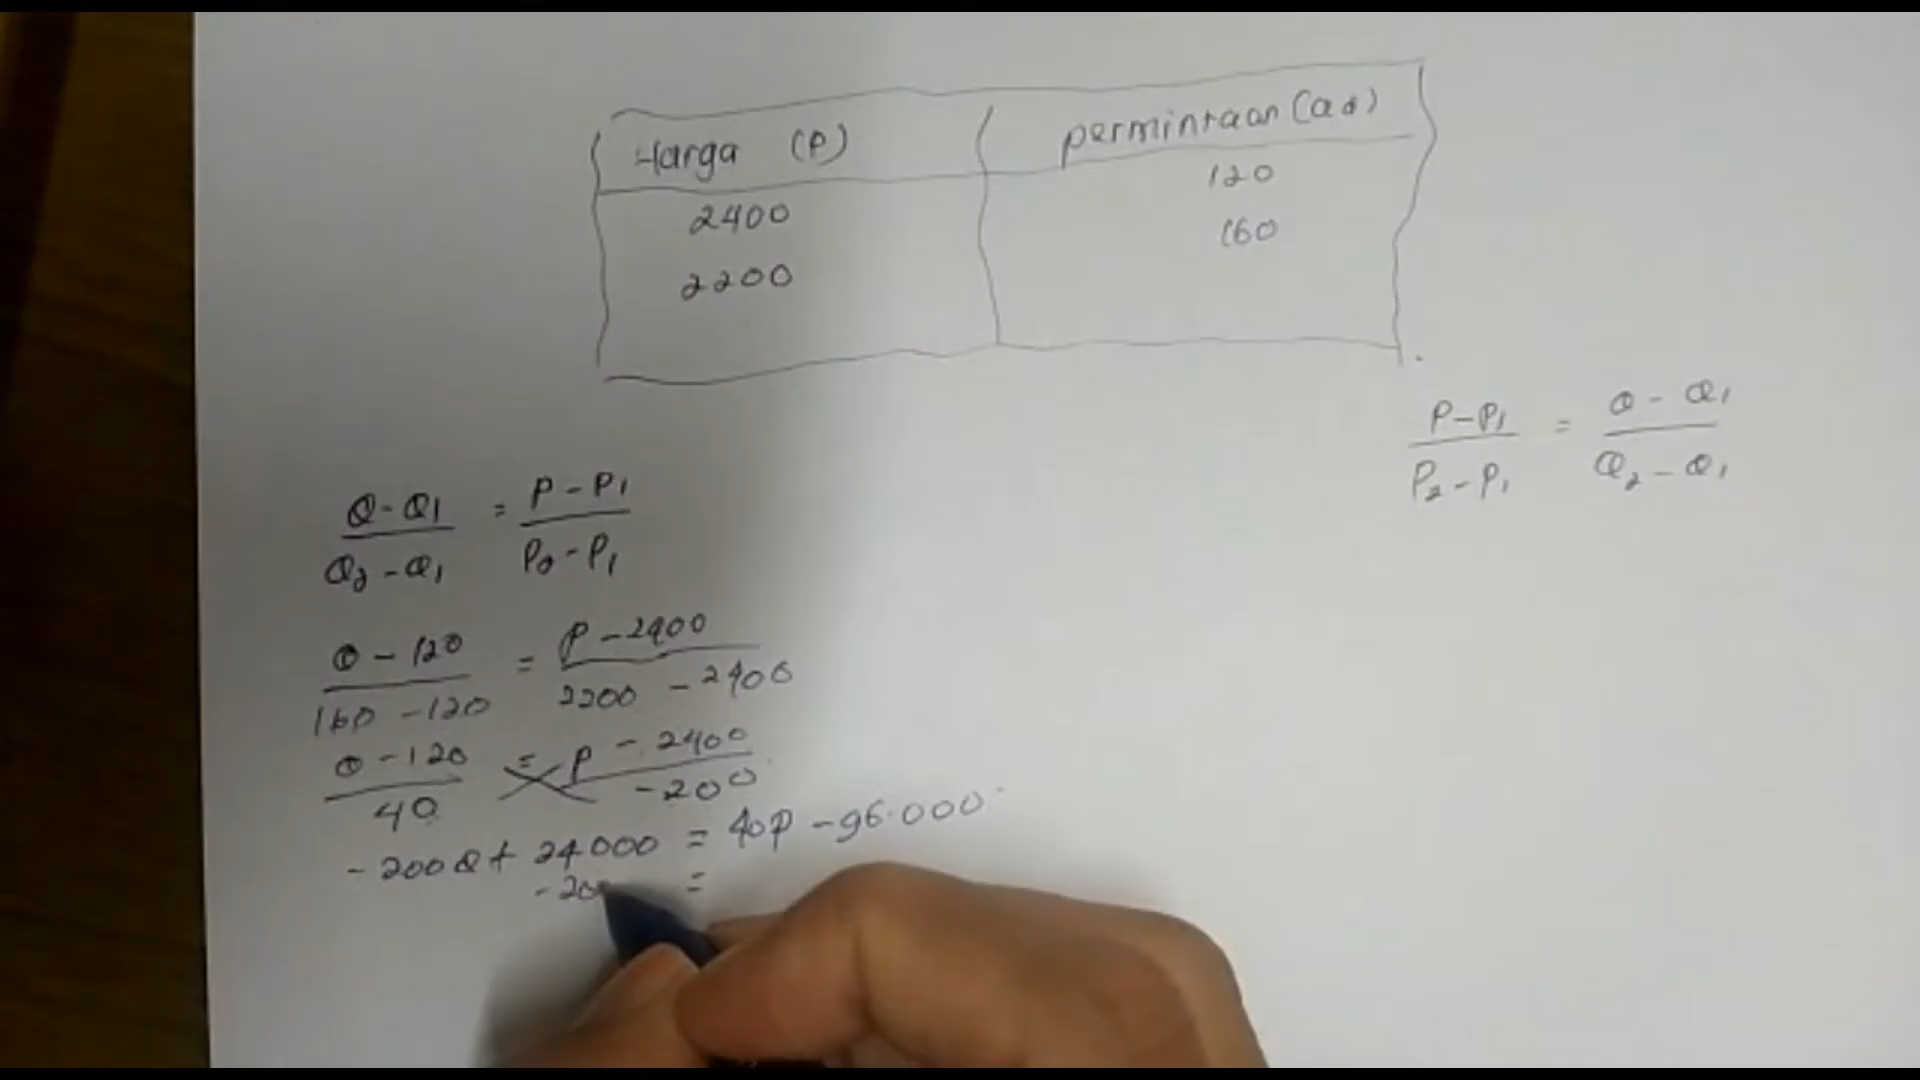 Harga (P) permintaan (Qd)
2400 120
2200 160
P-P1 / P2-P1 = Q-Q1 / Q2-Q1
Q-Q1 = P-P1
Q2-Q1 P2-P1
Q-120 = P-2400
160-120 2200-2400
Q-120 = P-2400
40 -200
-200Q+24000 = 40P-96.000
-20 =